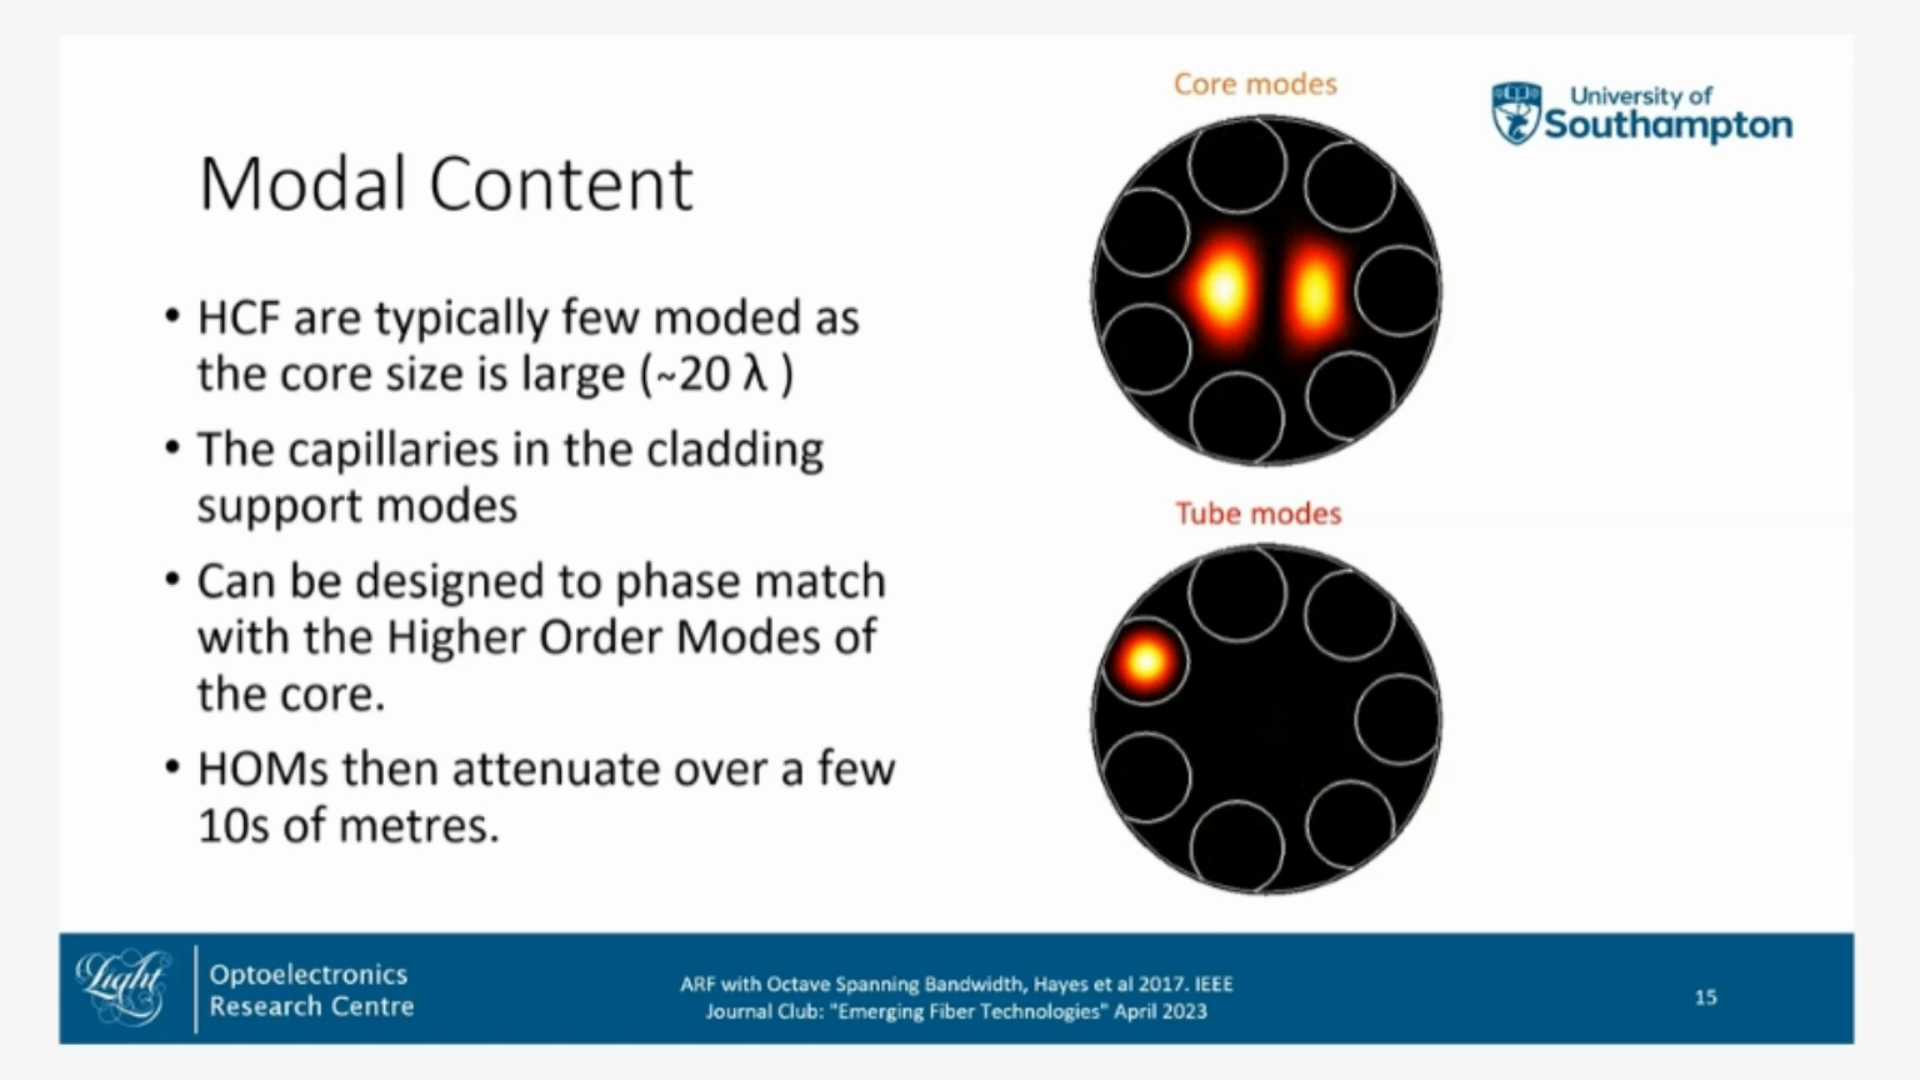 Core modes
University of
Southampton
Modal Content
• HCF are typically few moded as
the core size is large (~20 λ )
• The capillaries in the cladding
support modes
Tube modes
• Can be designed to phase match
with the Higher Order Modes of
the core.
• HOMs then attenuate over a few
10s of metres.
Light
Optoelectronics
Research Centre
ARF with Octave Spanning Bandwidth, Hayes et al 2017. IEEE
Journal Club: "Emerging Fiber Technologies" April 2023
15